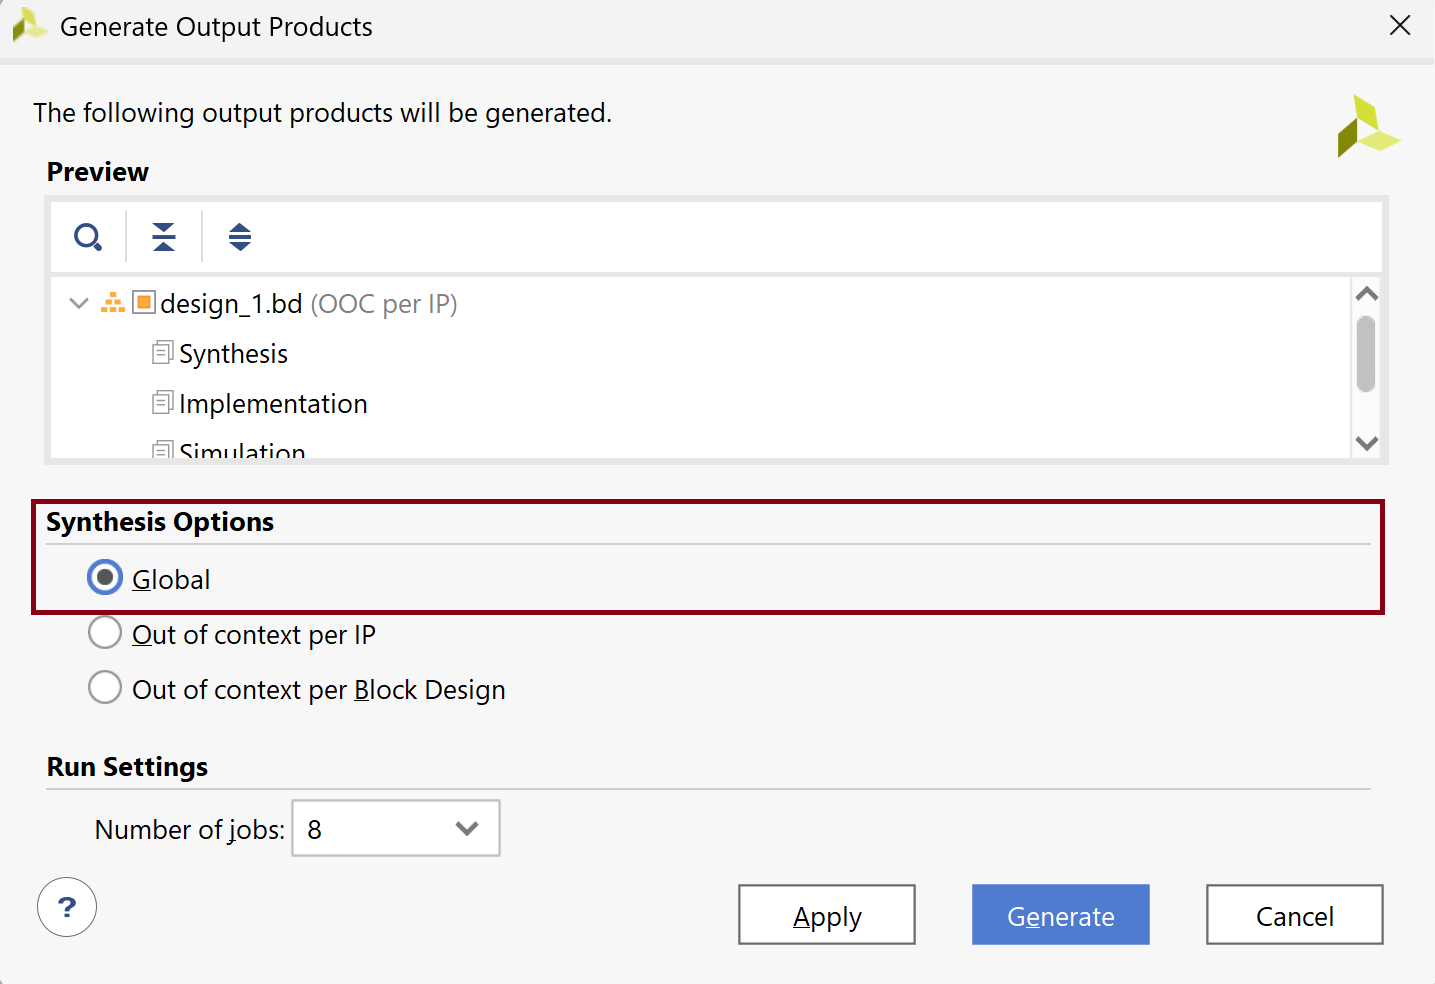 Generate Output Products
The following output products will be generated.
Preview
design_1.bd (OOC per IP)
Synthesis
Implementation
Simulation
Synthesis Options
Global
Out of context per IP
Out of context per Block Design
Run Settings
Number of jobs: 8
?
Apply Generate Cancel